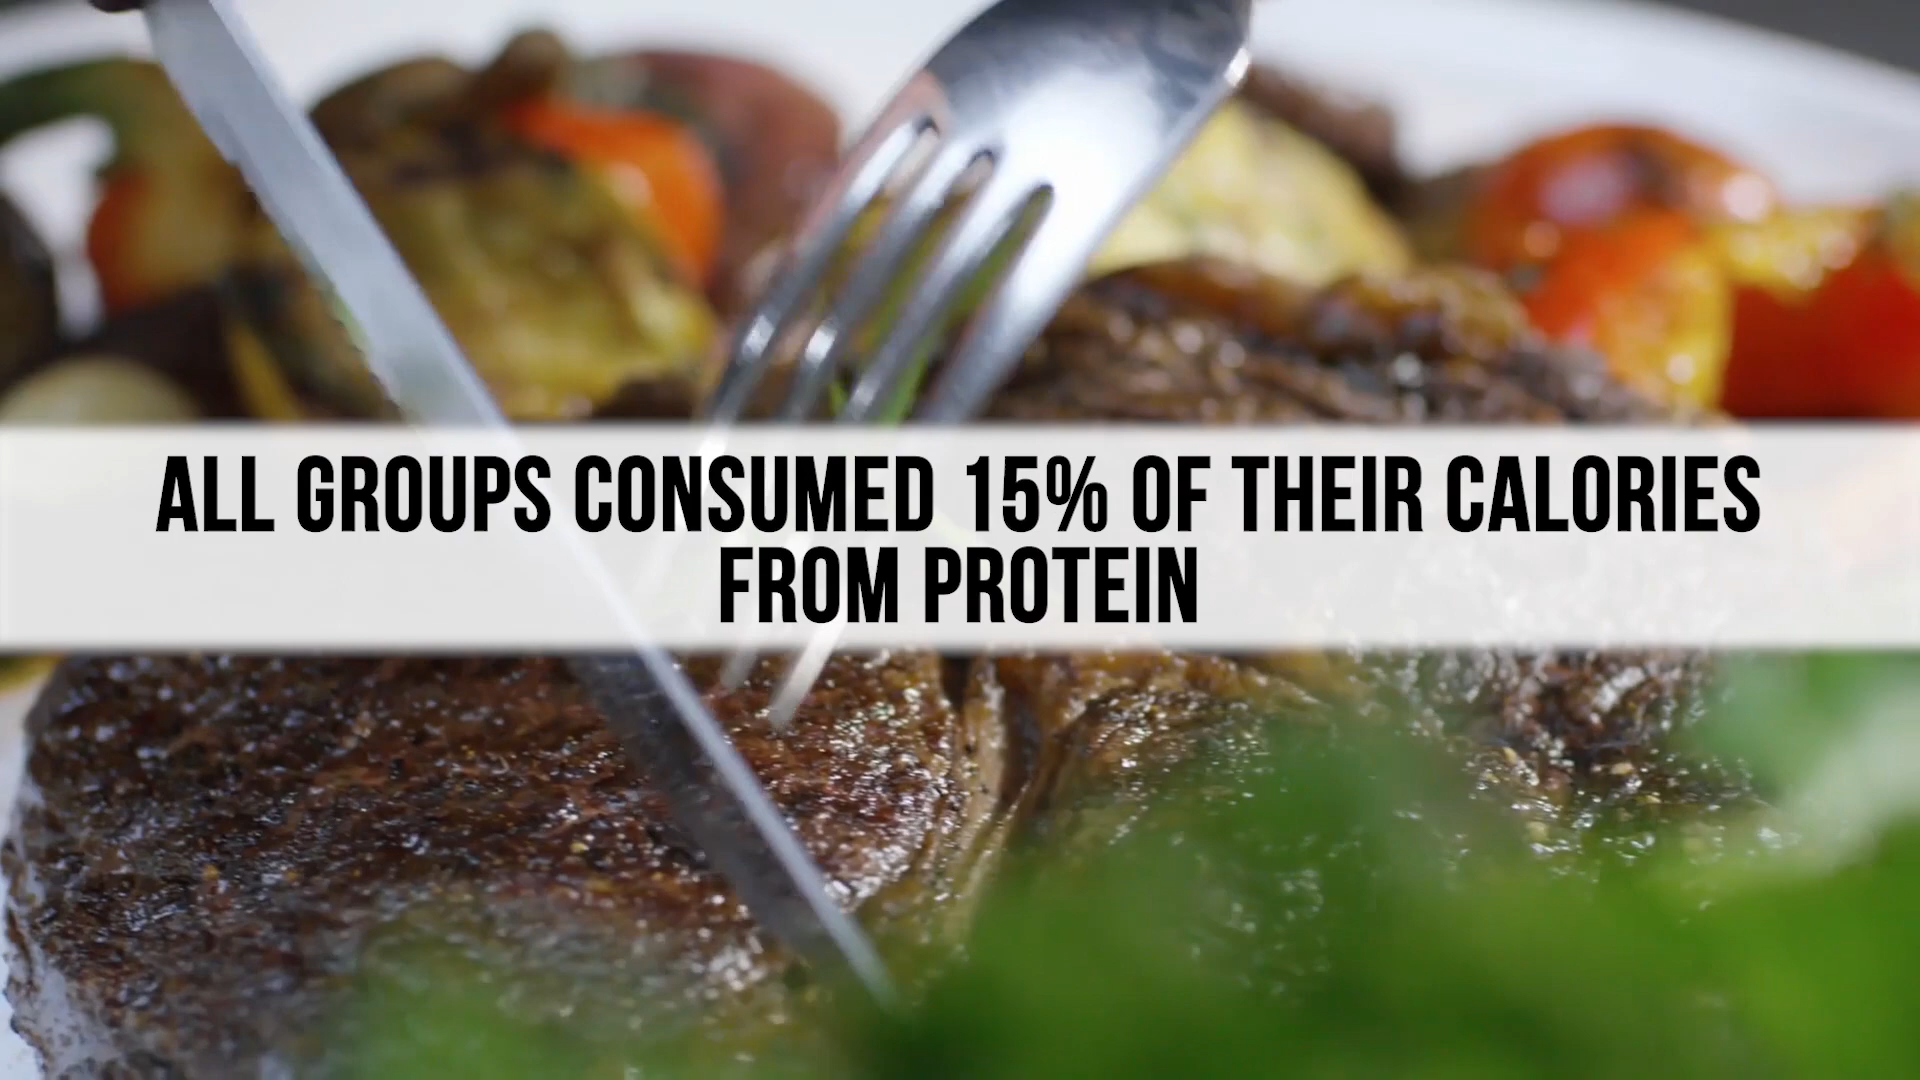 ALL GROUPS CONSUMED 15% OF THEIR CALORIES
FROM PROTEIN